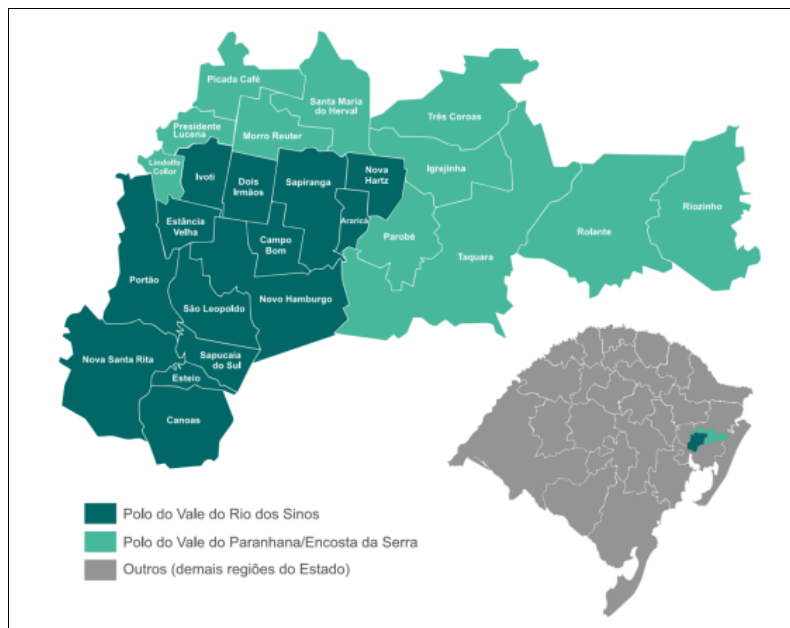 Picada Café
Santa Maria
do Herval
Três Coroas
Presidente
Lucena
Morro Reuter
Lindolfo
Collor
Ivoti
Dois
Irmãos
Sapiranga
Nova
Hartz
Igrejinha
Riozinho
Estância
Velha
Araricá
Campo
Bom
Parobé
Rolante
Taquara
Portão
São Leopoldo
Novo Hamburgo
Nova Santa Rita
Sapucaia
do Sul
Esteio
Canoas
Polo do Vale do Rio dos Sinos
Polo do Vale do Paranhana/Encosta da Serra
Outros (demais regiões do Estado)